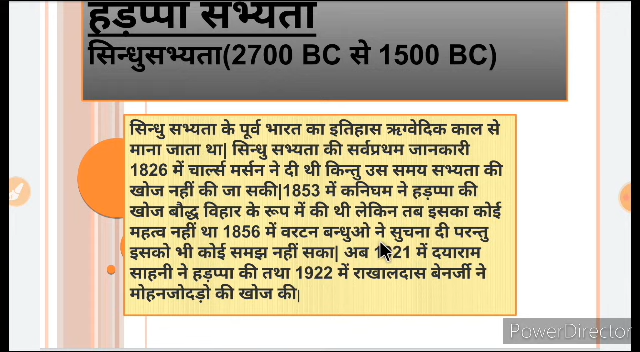 हड़प्पा सभ्यता
सिन्धुसभ्यता(2700 BC से 1500 BC)
सिन्धु सभ्यता के पूर्व भारत का इतिहास ऋग्वेदिक काल से
माना जाता था| सिन्धु सभ्यता की सर्वप्रथम जानकारी
1826 में चार्ल्स मर्सन ने दी थी किन्तु उस समय सभ्यता की
खोज नहीं की जा सकी|1853 में कनिघम ने हड़प्पा की
खोज बौद्ध विहार के रूप में की थी लेकिन तब इसका कोई
महत्व नहीं था 1856 में वरटन बन्धुओ ने सुचना दी परन्तु
इसको भी कोई समझ नहीं सका| अब 1921 में दयाराम
साहनी ने हड़प्पा की तथा 1922 में राखालदास बेनर्जी ने
मोहनजोदड़ो की खोज की|
PowerDirector